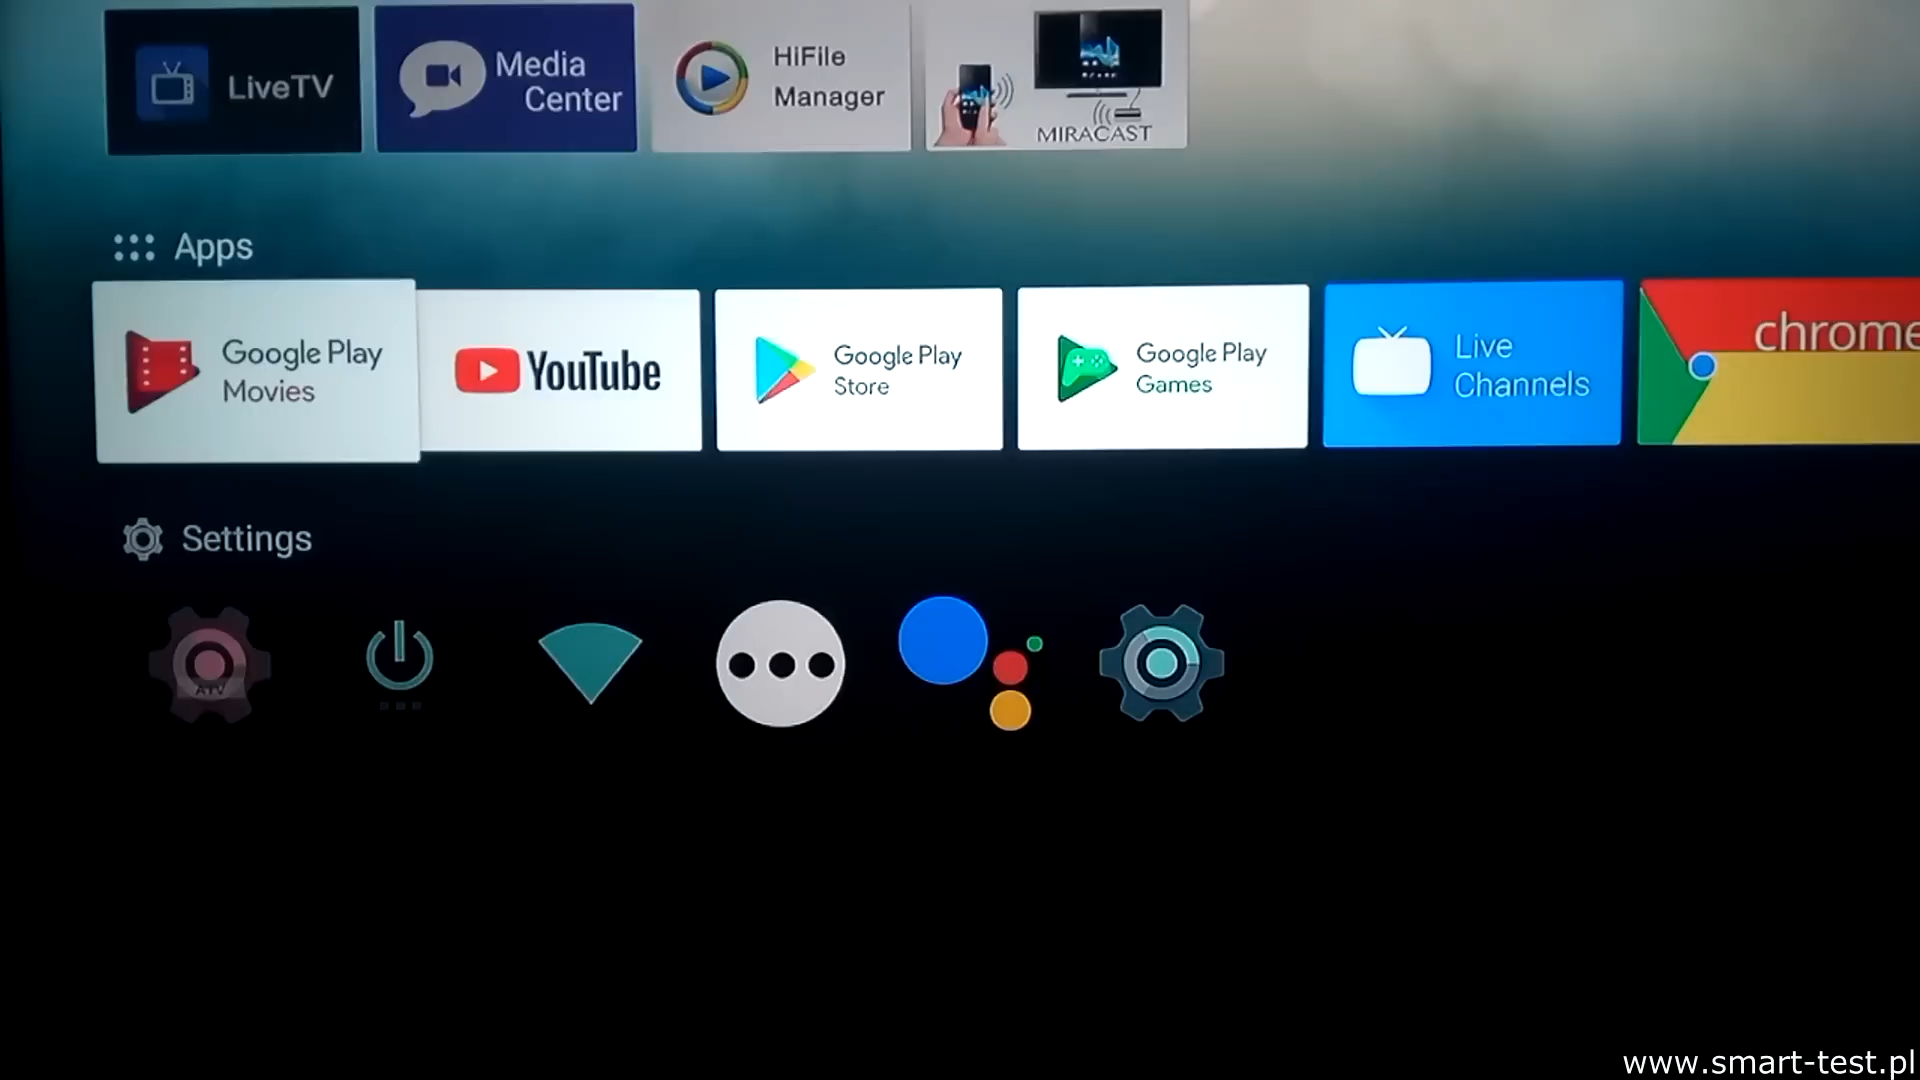 LiveTV
Media
Center
HiFile
Manager
MIRACAST
Apps
Google Play
Movies
YouTube
Google Play
Store
Google Play
Games
Live
Channels
chrome
Settings
ATV
www.smart-test.pl